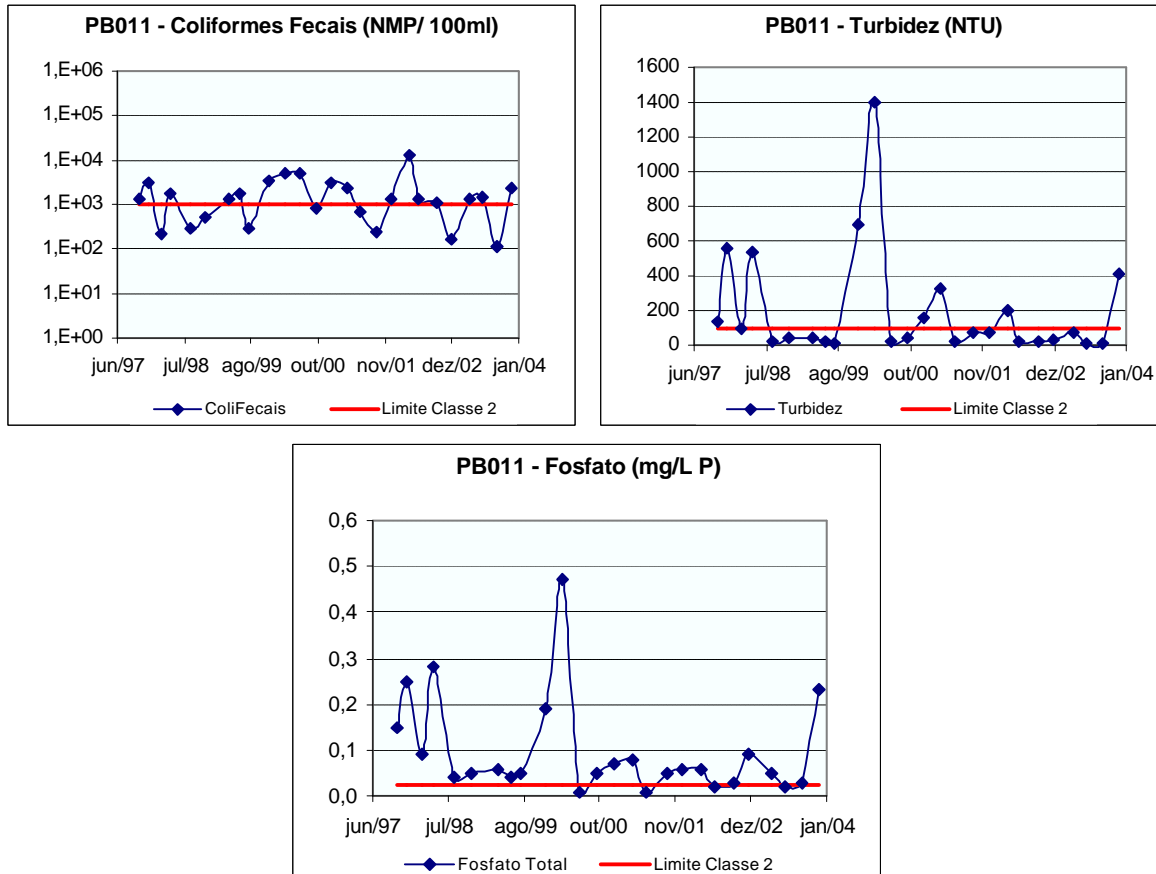 PB011 - Coliformes Fecais (NMP/ 100ml)
1,E+06
1,E+05
1,E+04
1,E+03
1,E+02
1,E+01
1,E+00
jun/97 jul/98 ago/99 out/00 nov/01 dez/02 jan/04
ColiFecais Limite Classe 2
PB011 - Turbidez (NTU)
1600
1400
1200
1000
800
600
400
200
0
jun/97 jul/98 ago/99 out/00 nov/01 dez/02 jan/04
Turbidez Limite Classe 2
PB011 - Fosfato (mg/L P)
0,6
0,5
0,4
0,3
0,2
0,1
0,0
jun/97 jul/98 ago/99 out/00 nov/01 dez/02 jan/04
Fosfato Total Limite Classe 2